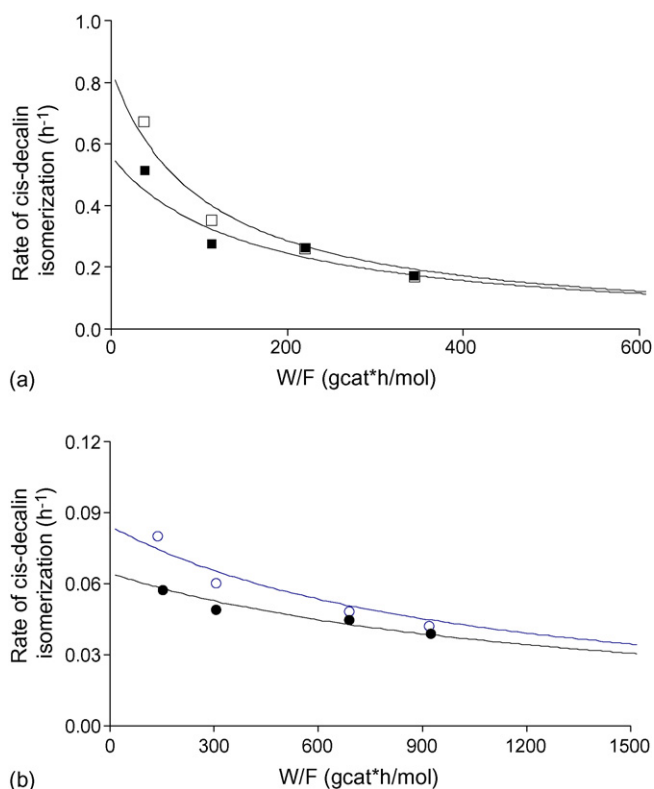 1.0
0.8
0.6
0.4
0.2
0.0
Rate of cis-decalin
isomerization (h-1)
0 200 400 600
W/F (gcat*h/mol)
(a)
0.12
0.09
0.06
0.03
0.00
Rate of cis-decalin
isomerization (h-1)
0 300 600 900 1200 1500
W/F (gcat*h/mol)
(b)